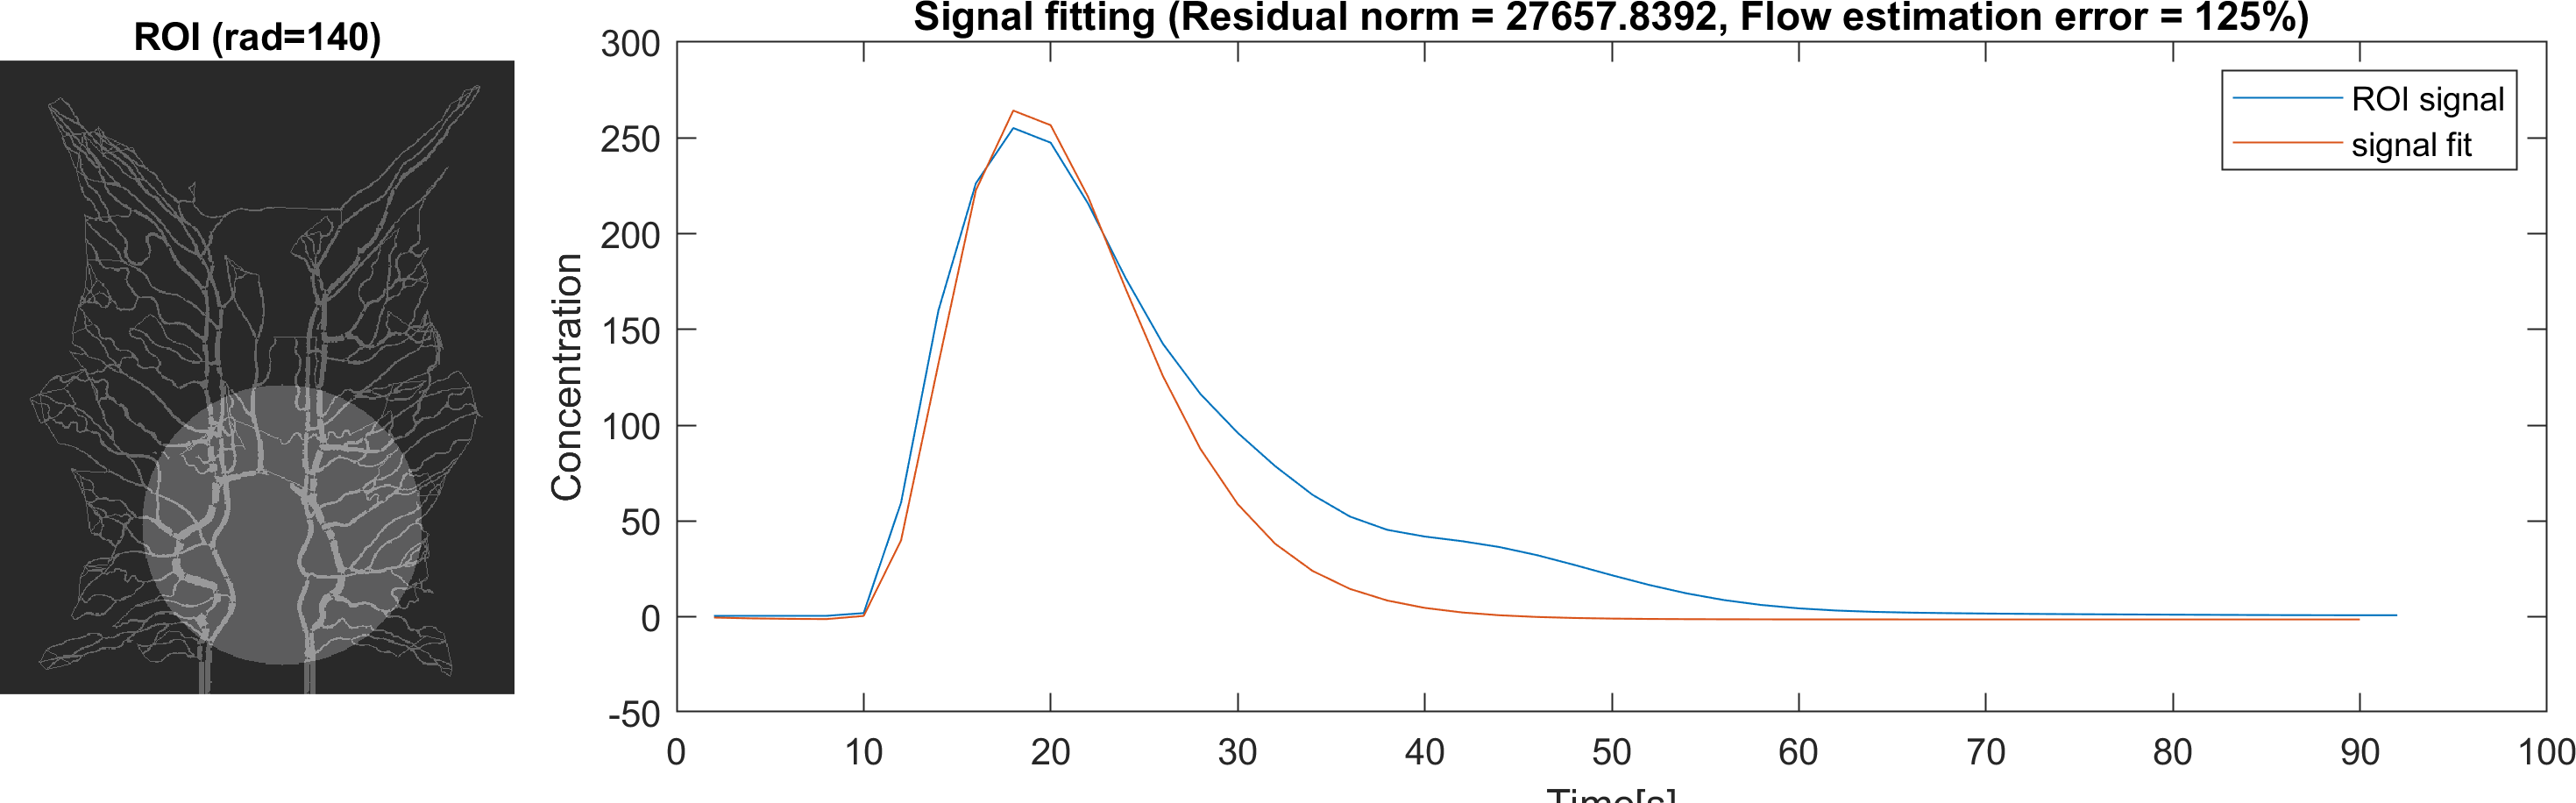 ROI (rad=140)
Signal fitting (Residual norm = 27657.8392, Flow estimation error = 125%)
300
250
200
150
100
50
0
-50
Concentration
ROI signal
signal fit
0 10 20 30 40 50 60 70 80 90 100
Time[s]